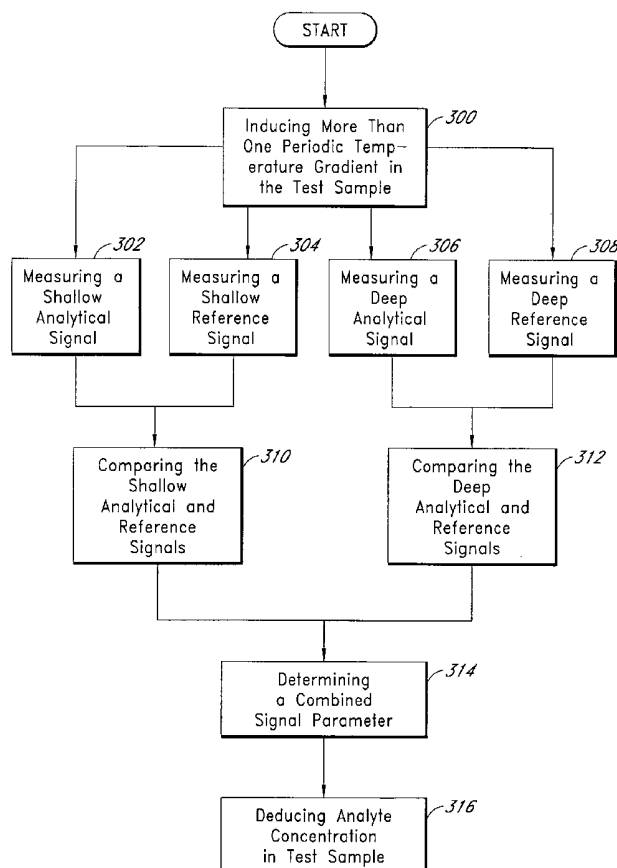 START
300
Inducing More Than
One Periodic Temp-
erature Gradient in
the Test Sample
302
Measuring a
Shallow
Analytical
Signal
304
Measuring a
Shallow
Reference
Signal
306
Measuring a
Deep
Analytical
Signal
308
Measuring a
Deep
Reference
Signal
310
Comparing the
Shallow
Analytical and
Reference
Signals
312
Comparing the
Deep
Analytical and
Reference
Signals
314
Determining
a Combined
Signal Parameter
316
Deducing Analyte
Concentration
in Test Sample